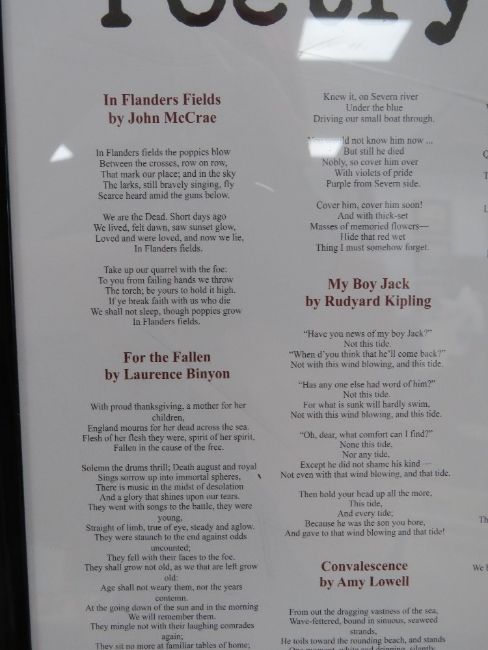 Poetry
In Flanders Fields
by John McCrae
In Flanders fields the poppies blow
Between the crosses, row on row,
That mark our place; and in the sky
The larks, still bravely singing, fly
Scarce heard amid the guns below.
We are the Dead. Short days ago
We lived, felt dawn, saw sunset glow,
Loved and were loved, and now we lie,
In Flanders fields.
Take up our quarrel with the foe:
To you from failing hands we throw
The torch; be yours to hold it high.
If ye break faith with us who die
We shall not sleep, though poppies grow
In Flanders fields.
For the Fallen
by Laurence Binyon
With proud thanksgiving, a mother for her
children,
England mourns for her dead across the sea.
Flesh of her flesh they were, spirit of her spirit,
Fallen in the cause of the free.
Solemn the drums thrill; Death august and royal
Sings sorrow up into immortal spheres,
There is music in the midst of desolation
And a glory that shines upon our tears.
They went with songs to the battle, they were
young,
Straight of limb, true of eye, steady and aglow.
They were staunch to the end against odds
uncounted;
They fell with their faces to the foe.
They shall grow not old, as we that are left grow
old:
Age shall not weary them, nor the years
contemn.
At the going down of the sun and in the morning
We will remember them.
They mingle not with their laughing comrades
again;
They sit no more at familiar tables of home;
Knew it, on Severn river
Under the blue
Driving our small boat through.
not know him now ...
But still he died
Nobly, so cover him over
With violets of pride
Purple from Severn side.
Cover him, cover him soon!
And with thick-set
Masses of memoried flowers—
Hide that red wet
Thing I must somehow forget.
My Boy Jack
by Rudyard Kipling
“Have you news of my boy Jack?”
Not this tide.
“When d’you think that he’ll come back?”
Not with this wind blowing, and this tide.
“Has any one else had word of him?”
Not this tide.
For what is sunk will hardly swim,
Not with this wind blowing, and this tide.
“Oh, dear, what comfort can I find?”
None this tide,
Nor any tide,
Except he did not shame his kind—
Not even with that wind blowing, and that tide.
Then hold your head up all the more,
This tide,
And every tide;
Because he was the son you bore,
And gave to that wind blowing and that tide!
Convalescence
by Amy Lowell
From out the dragging vastness of the sea,
Wave-fettered, bound in sinuous, seaweed
strands,
He toils toward the rounding beach, and stands